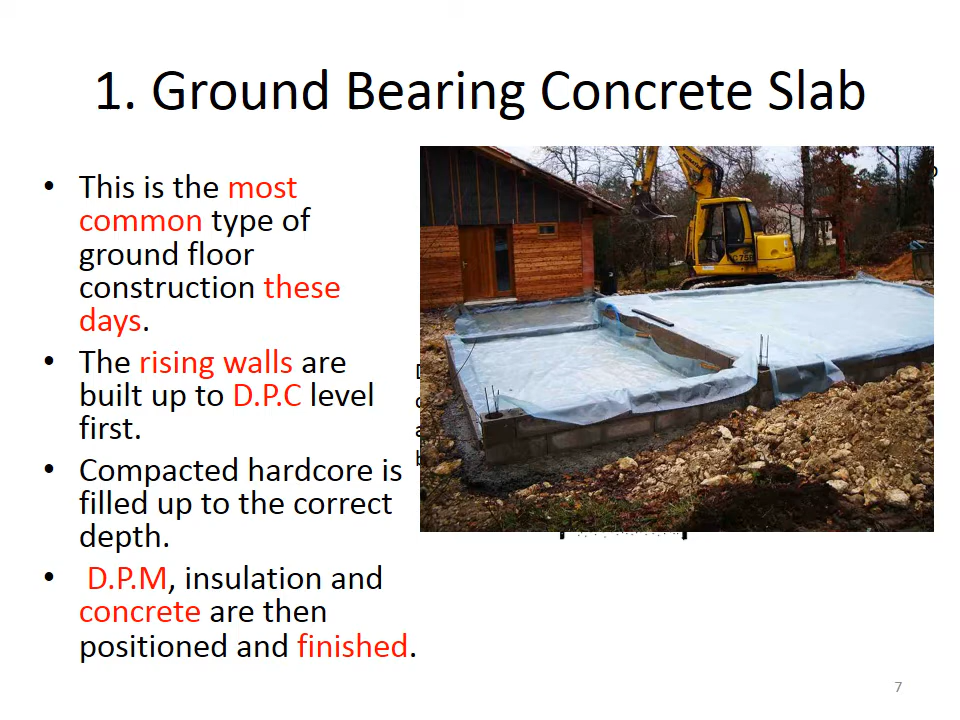 1. Ground Bearing Concrete Slab
• This is the most
common type of
ground floor
construction these
days.
• The rising walls are
built up to D.P.C level
first.
• Compacted hardcore is
filled up to the correct
depth.
• D.P.M, insulation and
concrete are then
positioned and finished.
7